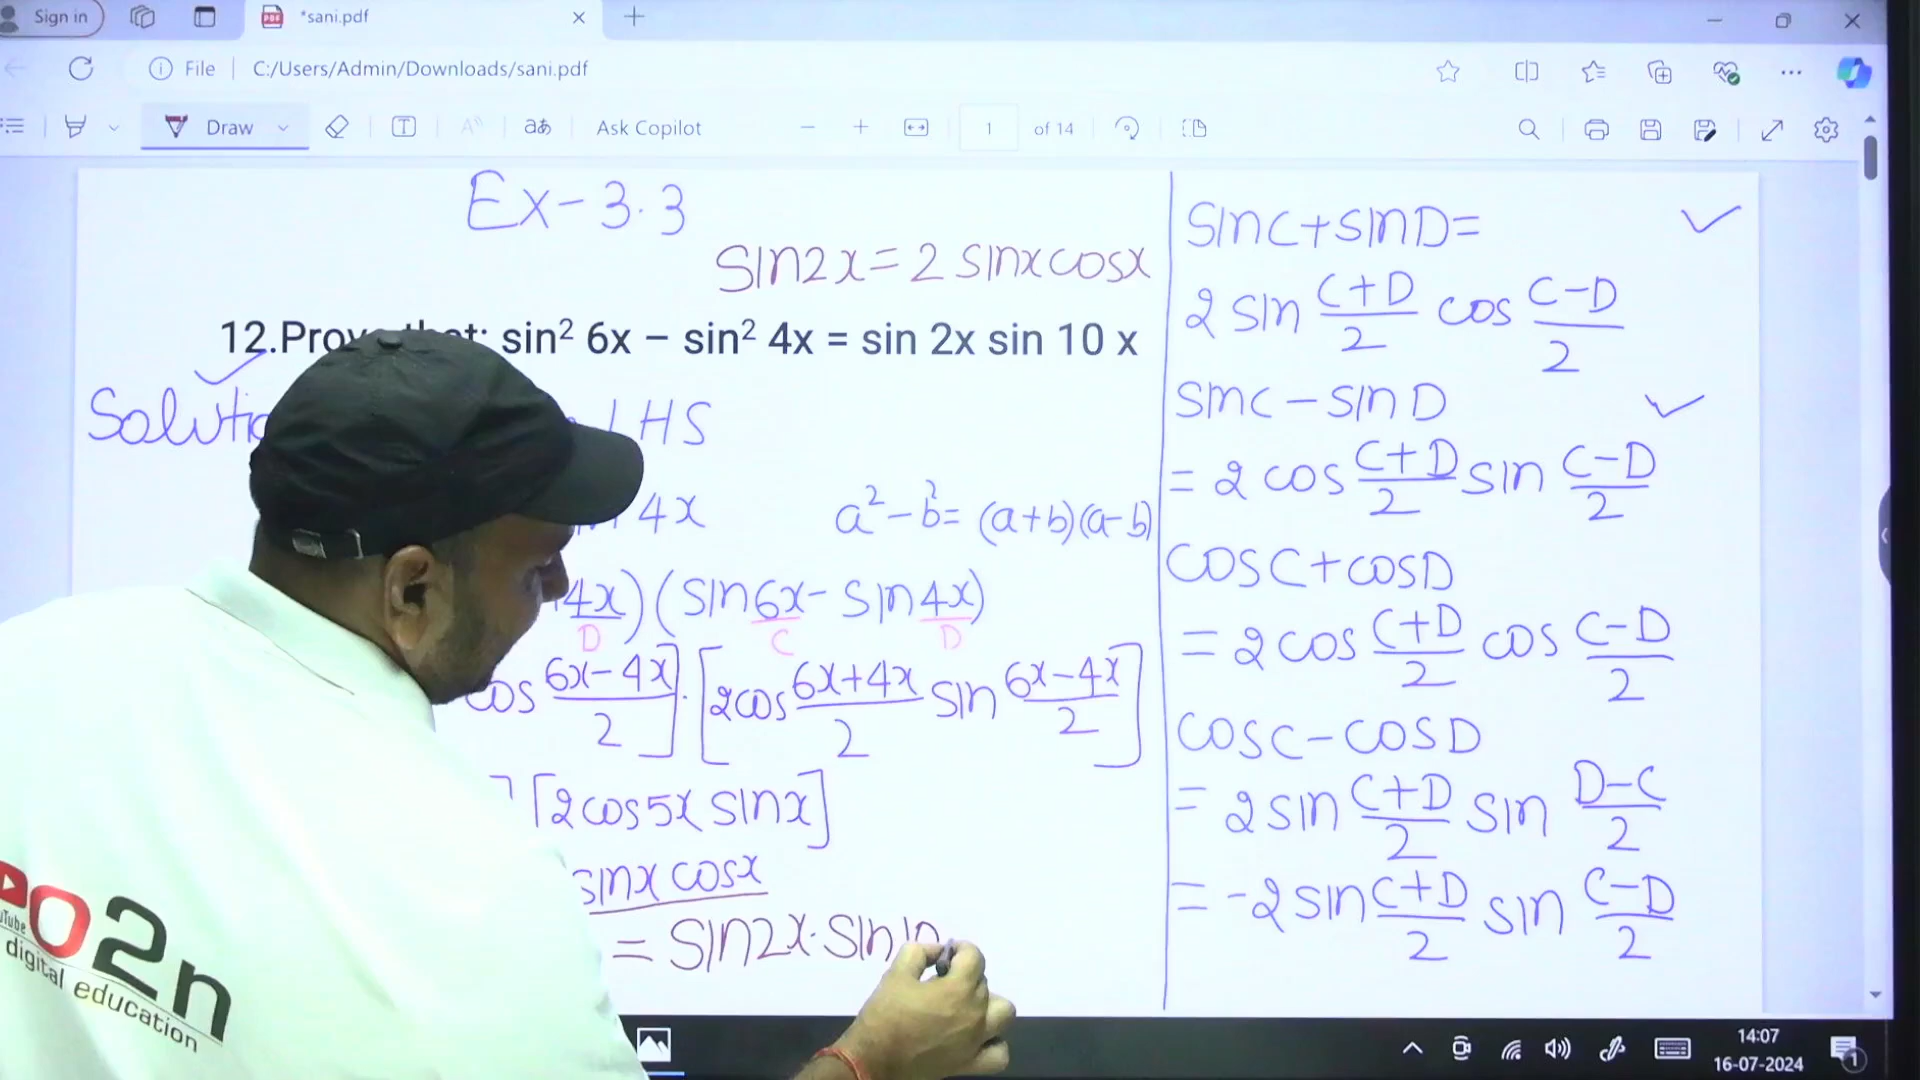 Sign in
*sani.pdf
File
C:/Users/Admin/Downloads/sani.pdf
Draw
Ask Copilot
1
of 14
Ex-3.3
sin2x=2 sinx cosx
12.Prove that: sin² 6x – sin² 4x = sin 2x sin 10 x
LHS
4x
a²-b²= (a+b)(a-b)
4x)(sin6x- sin4x)
D C D
cos (6x-4x)/2]·[2cos (6x+4x)/2 sin (6x-4x)/2]
][2cos5x sinx]
sinx cosx
= sin2x·sin10
sinC+sinD=
2 sin (C+D)/2 cos (C-D)/2
sinC-sinD
= 2 cos (C+D)/2 sin (C-D)/2
cosC+cosD
= 2 cos (C+D)/2 cos (C-D)/2
cosC-cosD
= 2 sin (C+D)/2 sin (D-C)/2
= -2 sin (C+D)/2 sin (C-D)/2
O2n
digital education
14:07
16-07-2024
1